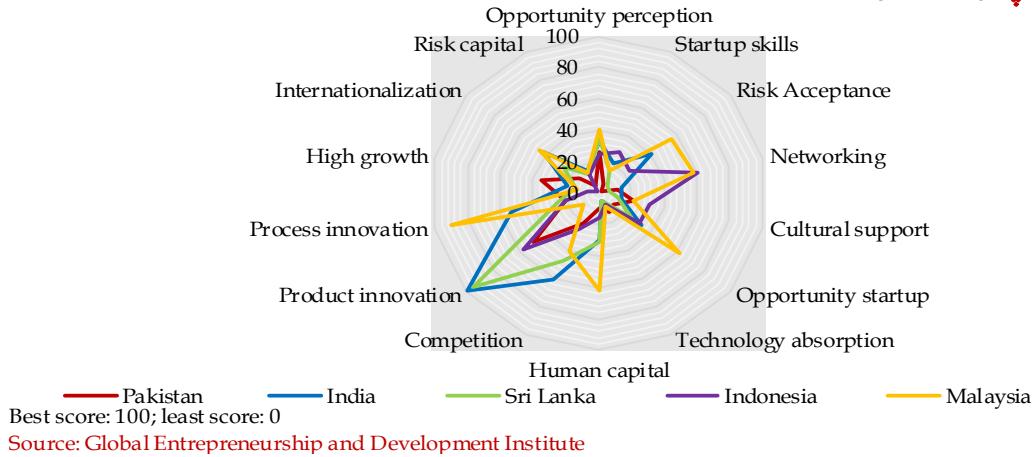 Opportunity perception
Startup skills
Risk Acceptance
Networking
Cultural support
Opportunity startup
Technology absorption
Human capital
Competition
Product innovation
Process innovation
High growth
Internationalization
Risk capital
100
80
60
40
20
0
Pakistan India Sri Lanka Indonesia Malaysia
Best score: 100; least score: 0
Source: Global Entrepreneurship and Development Institute